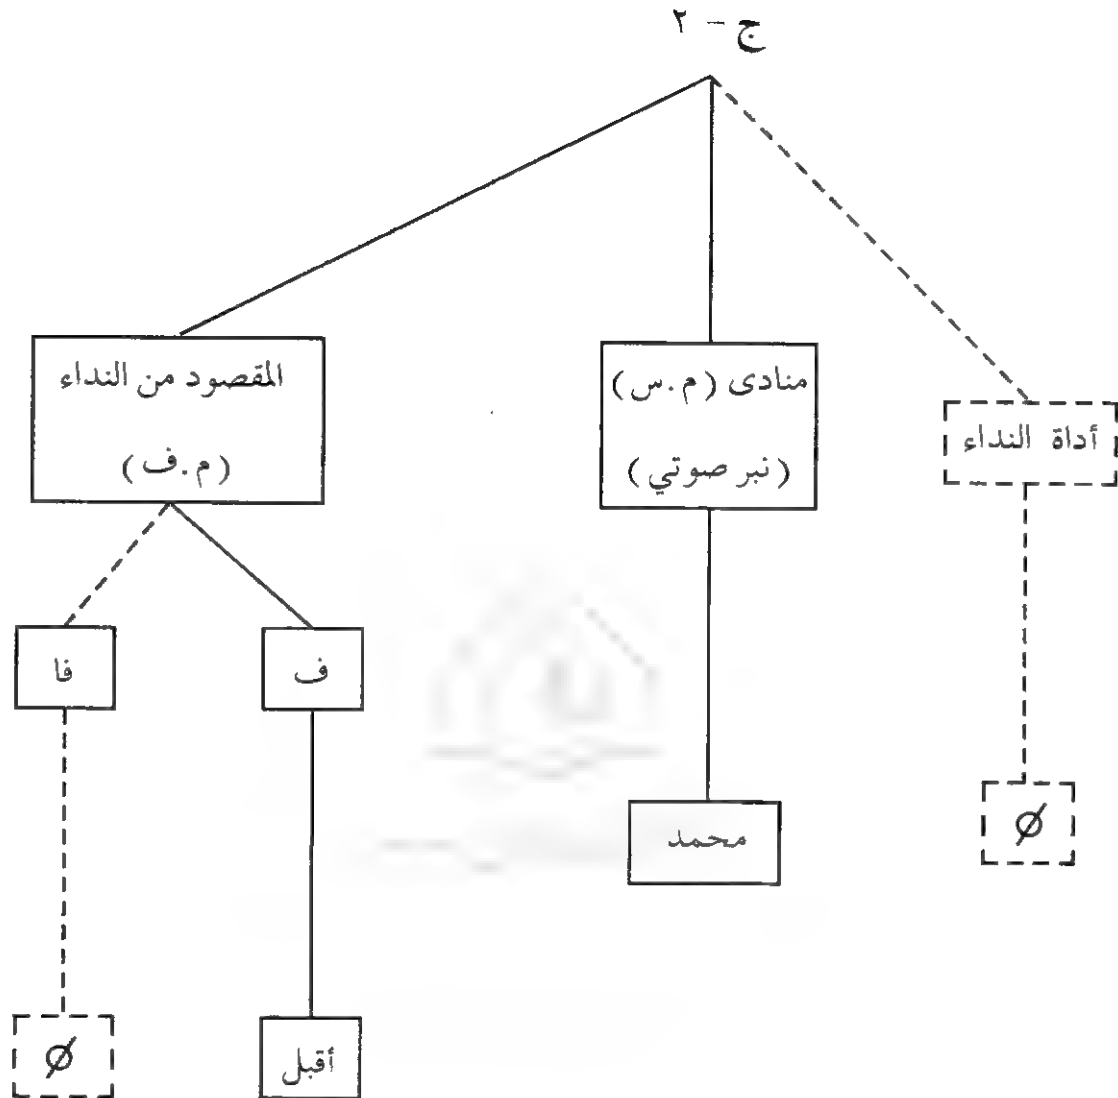 ج - ٢
أداة النداء
منادى (م.س)
(نبر صوتي)
المقصود من النداء
(م.ف)
ف
فا
محمد
Ø
أقبل
Ø